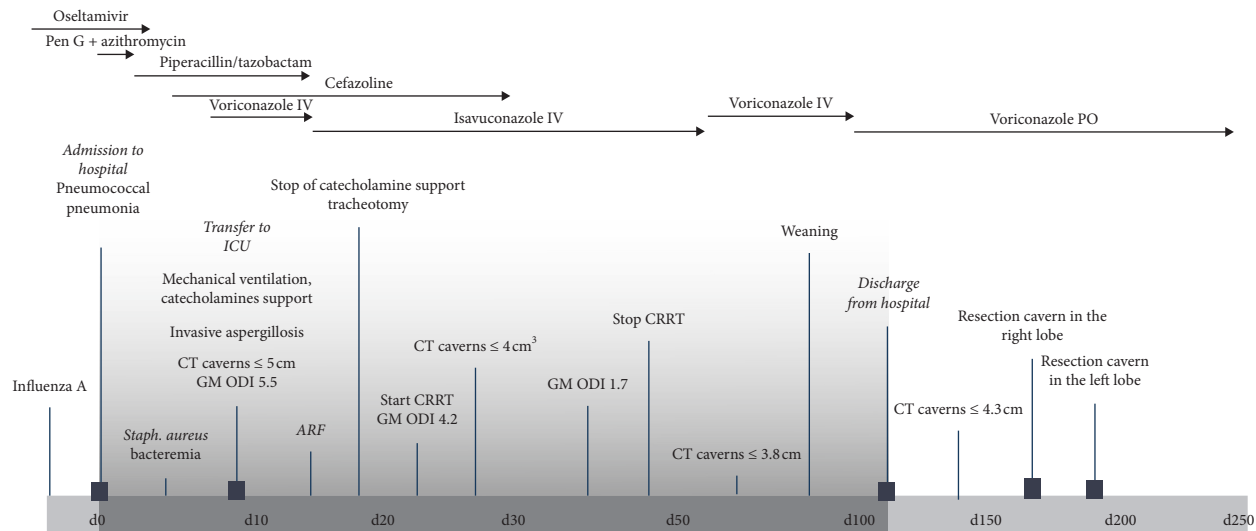 Oseltamivir
Pen G + azithromycin
Piperacillin/tazobactam
Cefazoline
Voriconazole IV
Isavuconazole IV
Voriconazole IV
Voriconazole PO
Admission to
hospital
Pneumococcal
pneumonia
Stop of catecholamine support
tracheotomy
Transfer to
ICU
Mechanical ventilation,
catecholamines support
Invasive aspergillosis
CT caverns ≤ 5 cm
GM ODI 5.5
Weaning
Discharge
from hospital
Stop CRRT
Resection cavern in the
right lobe
CT caverns ≤ 4 cm³
Resection cavern
in the left lobe
Influenza A
GM ODI 1.7
Start CRRT
GM ODI 4.2
CT caverns ≤ 4.3 cm
Staph. aureus
bacteremia
ARF
CT caverns ≤ 3.8 cm
d0 d10 d20 d30 d50 d100 d150 d200 d250